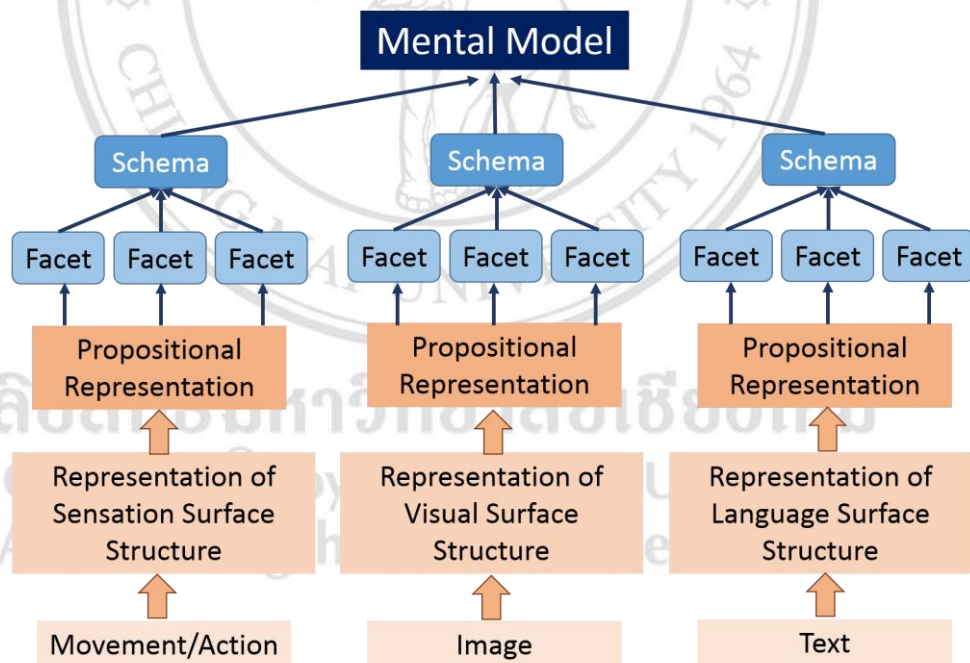 Mental Model
Schema Schema Schema
Facet Facet Facet Facet Facet Facet Facet Facet Facet
Propositional Representation
Propositional Representation
Propositional Representation
Representation of Sensation Surface Structure
Representation of Visual Surface Structure
Representation of Language Surface Structure
Movement/Action Image Text
UNIVERSITY 1964